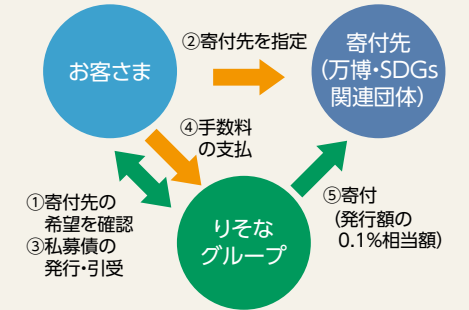 ②寄付先を指定
お客さま
寄付先
(万博・SDGs
関連団体)
④手数料
の支払
①寄付先の
希望を確認
③私募債の
発行・引受
りそな
グループ
⑤寄付
(発行額の
0.1%相当額)